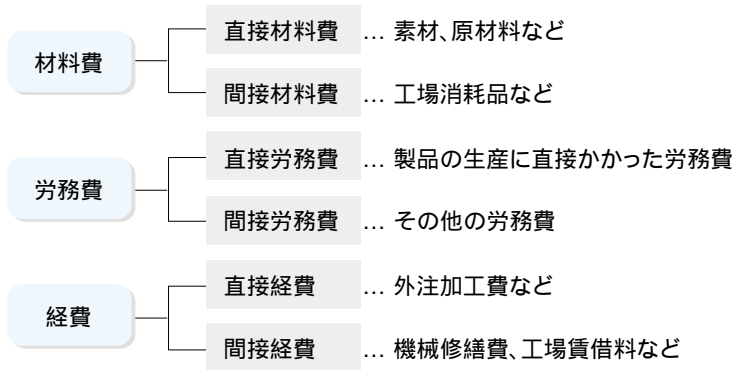 材料費
直接材料費 … 素材、原材料など
間接材料費 … 工場消耗品など
労務費
直接労務費 … 製品の生産に直接かかった労務費
間接労務費 … その他の労務費
経費
直接経費 … 外注加工費など
間接経費 … 機械修繕費、工場賃借料など